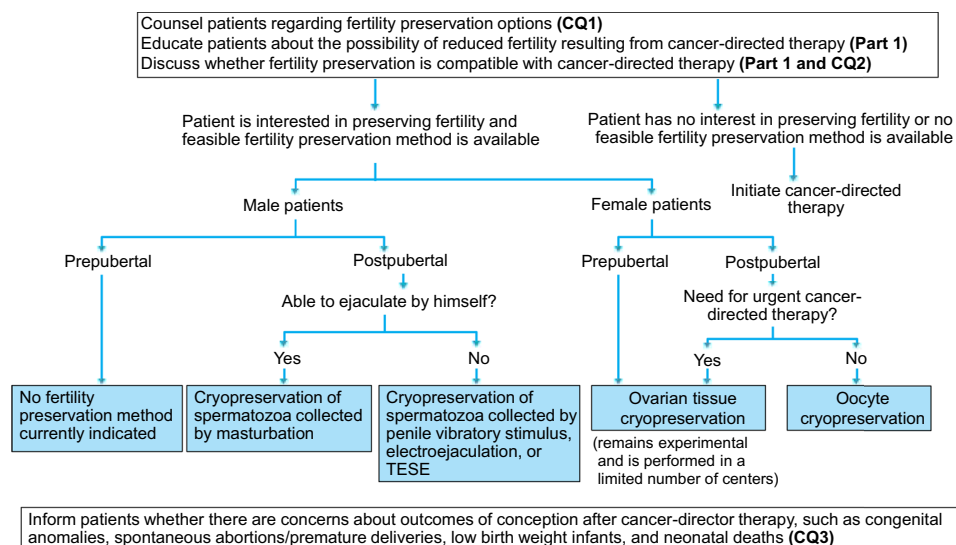 Counsel patients regarding fertility preservation options (CQ1)
Educate patients about the possibility of reduced fertility resulting from cancer-directed therapy (Part 1)
Discuss whether fertility preservation is compatible with cancer-directed therapy (Part 1 and CQ2)
Patient is interested in preserving fertility and
feasible fertility preservation method is available
Patient has no interest in preserving fertility or no
feasible fertility preservation method is available
Initiate cancer-directed
therapy
Male patients
Female patients
Prepubertal
Postpubertal
Prepubertal
Postpubertal
Able to ejaculate by himself?
Need for urgent cancer-
directed therapy?
Yes
No
Yes
No
No fertility
preservation method
currently indicated
Cryopreservation of
spermatozoa collected
by masturbation
Cryopreservation of
spermatozoa collected by
penile vibratory stimulus,
electroejaculation, or
TESE
Ovarian tissue
cryopreservation
(remains experimental
and is performed in a
limited number of centers)
Oocyte
cryopreservation
Inform patients whether there are concerns about outcomes of conception after cancer-director therapy, such as congenital
anomalies, spontaneous abortions/premature deliveries, low birth weight infants, and neonatal deaths (CQ3)